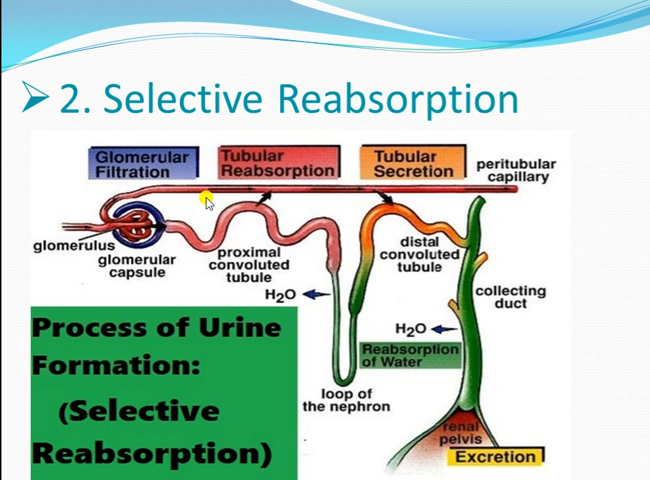 2. Selective Reabsorption
Glomerular
Filtration
Tubular
Reabsorption
Tubular
Secretion
peritubular
capillary
glomerulus
glomerular
capsule
proximal
convoluted
tubule
distal
convoluted
tubule
H₂O
collecting
duct
H₂O
Reabsorption
of Water
loop of
the nephron
renal
pelvis
Excretion
Process of Urine
Formation:
(Selective
Reabsorption)